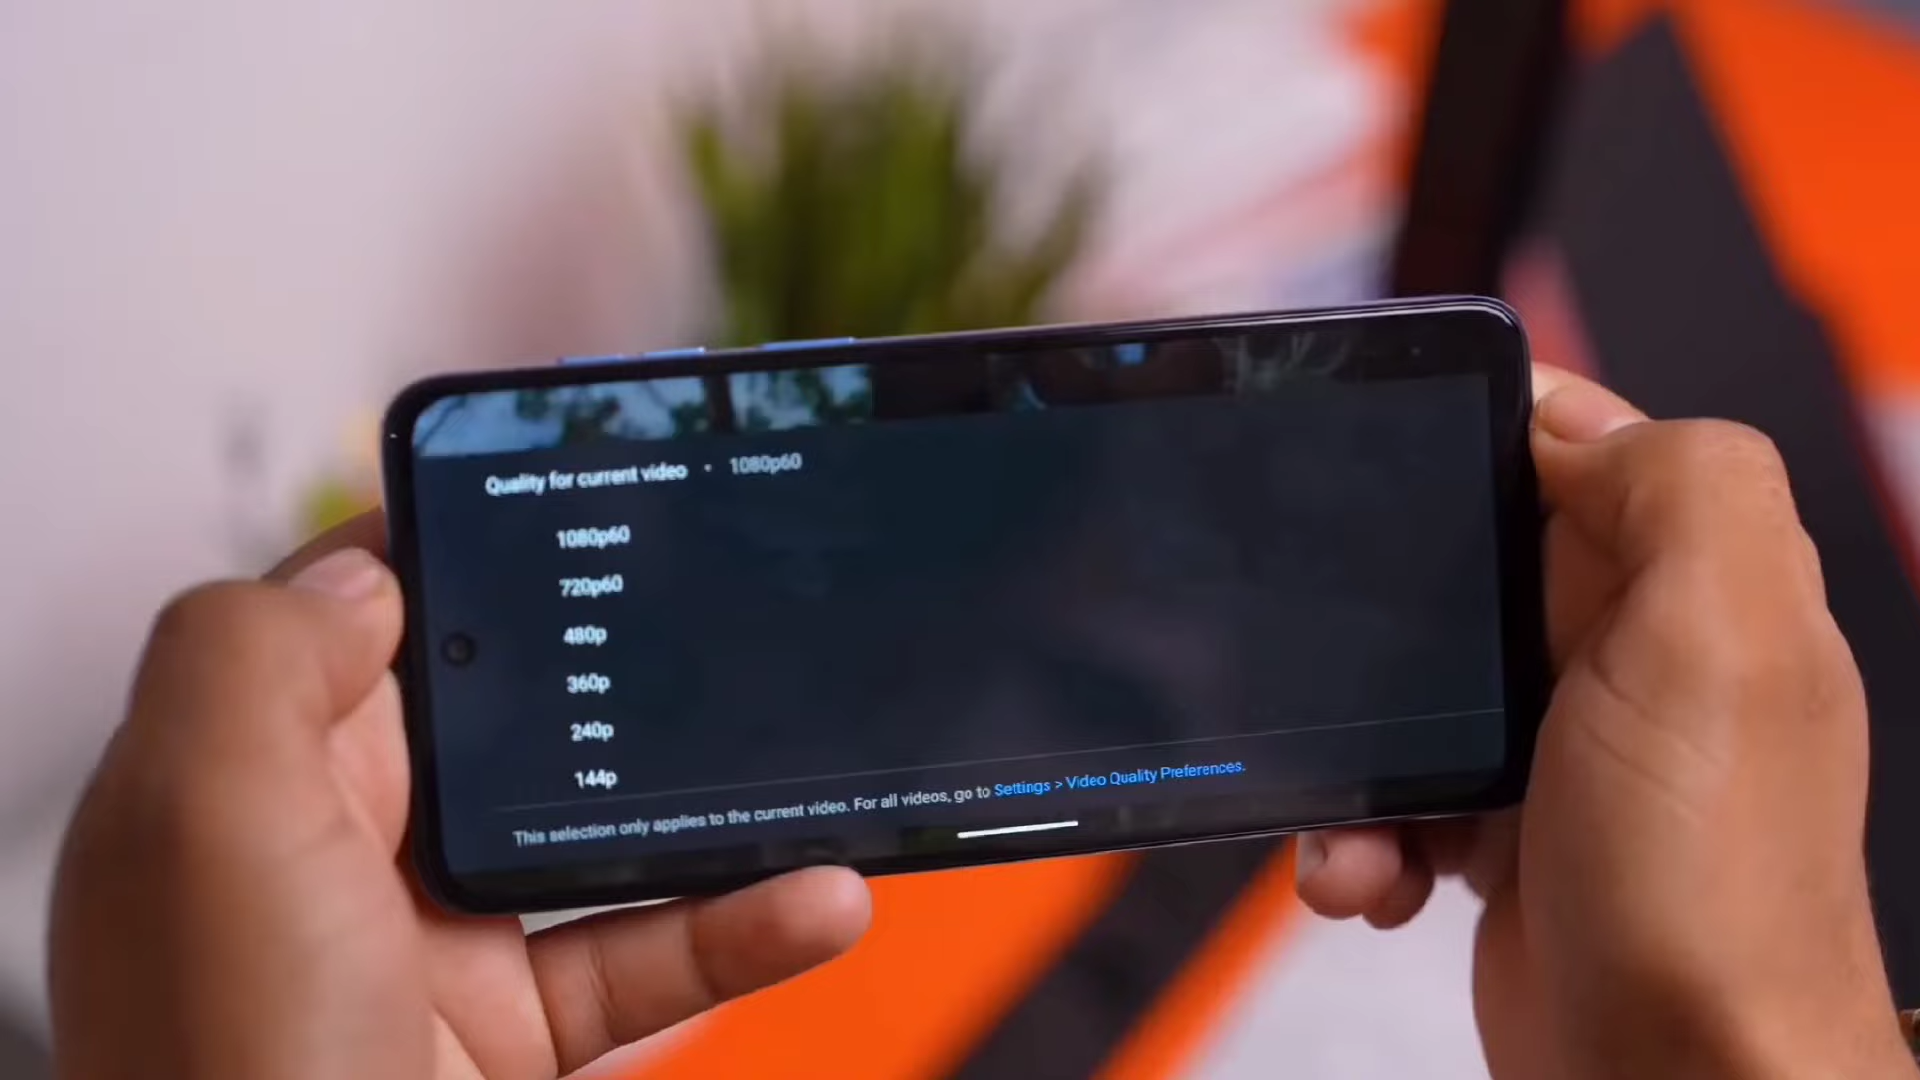 Quality for current video • 1080p60
1080p60
720p60
480p
360p
240p
144p
This selection only applies to the current video. For all videos, go to Settings > Video Quality Preferences.